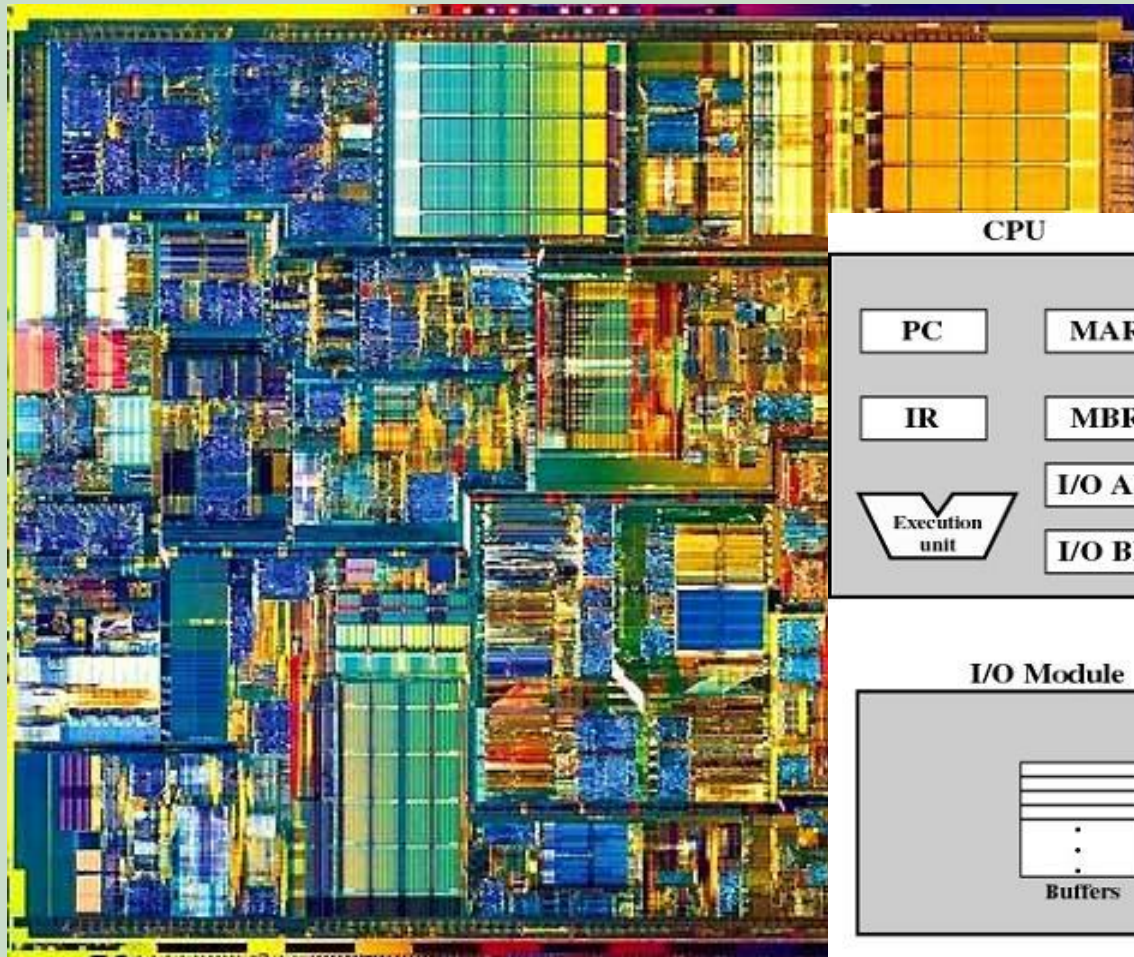 CPU
PC
MAR
IR
MBR
I/O A
Execution
unit
I/O B
I/O Module
Buffers